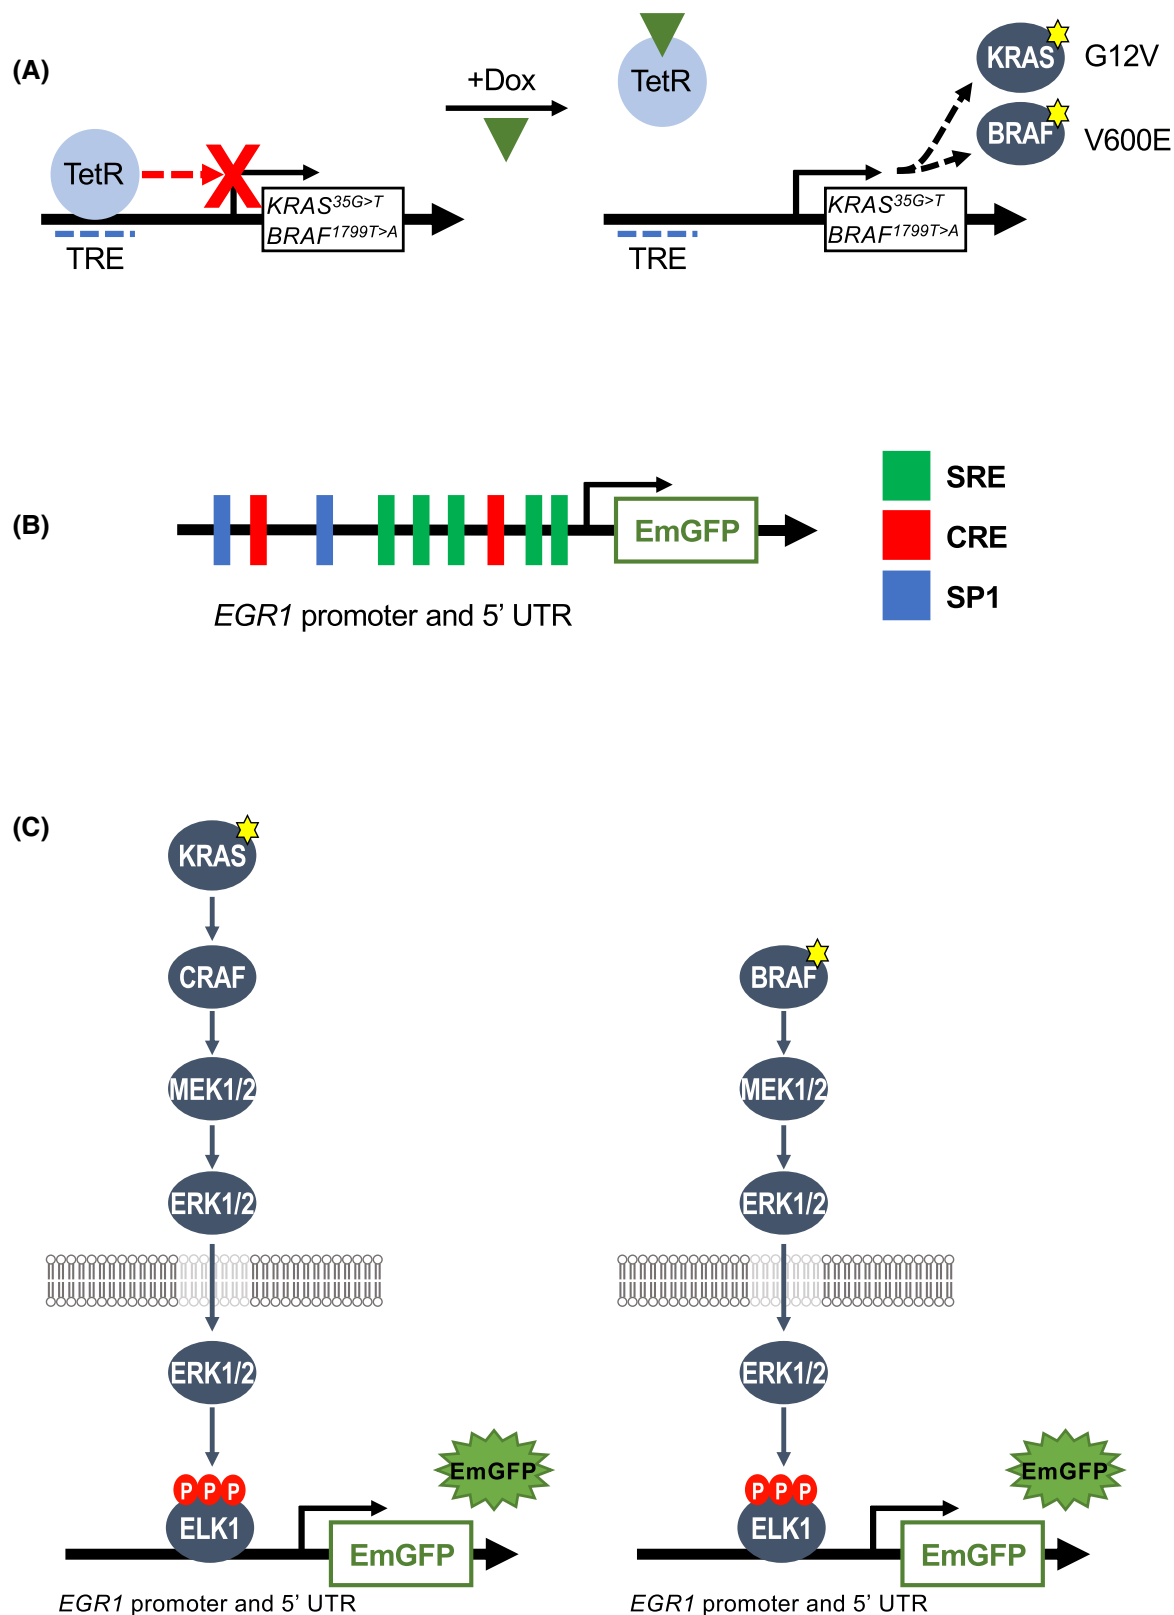 (A)
TetR
TRE
KRAS35G>T
BRAF1799T>A
+Dox
TetR
TRE
KRAS35G>T
BRAF1799T>A
KRAS G12V
BRAF V600E
(B)
EmGFP
EGR1 promoter and 5' UTR
SRE
CRE
SP1
(C)
KRAS
CRAF
MEK1/2
ERK1/2
ERK1/2
P P P
ELK1
EmGFP
EmGFP
EGR1 promoter and 5' UTR
BRAF
MEK1/2
ERK1/2
ERK1/2
P P P
ELK1
EmGFP
EmGFP
EGR1 promoter and 5' UTR